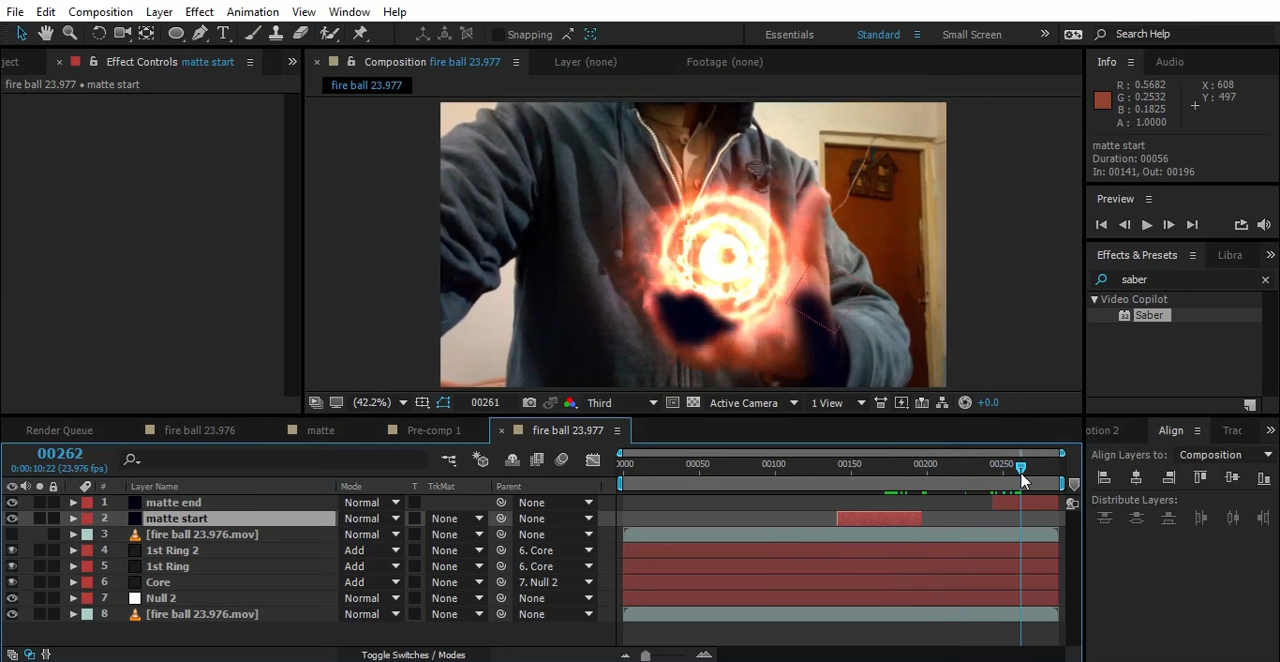 File Edit Composition Layer Effect Animation View Window Help
Snapping Essentials Standard Small Screen Search Help
ject Effect Controls matte start
fire ball 23.976 • matte start
Composition fire ball 23.977 Layer (none) Footage (none)
fire ball 23.977
Info Audio
R : 0.5682 X : 608
G : 0.2532 Y : 497
B : 0.1825
A : 1.0000
matte start
Duration: 00056
In: 00141, Out: 00196
Preview
Effects & Presets Libra
saber
Video Copilot
Saber
(42.2%) 00261 Third Active Camera 1 View +0.0
Render Queue fire ball 23.976 matte Pre-comp 1 fire ball 23.977
otion 2 Align Trac
00262
0:00:10:22 (23.976 fps)
Align Layers to: Composition
Distribute Layers:
0000 00050 00100 00150 00200 00250
# Layer Name Mode T TrkMat Parent
1 matte end Normal None
2 matte start Normal None None
3 [fire ball 23.976.mov] Normal None None
4 1st Ring 2 Add None 6. Core
5 1st Ring Add None 6. Core
6 Core Add None 7. Null 2
7 Null 2 Normal None None
8 [fire ball 23.976.mov] Normal None None
Toggle Switches / Modes